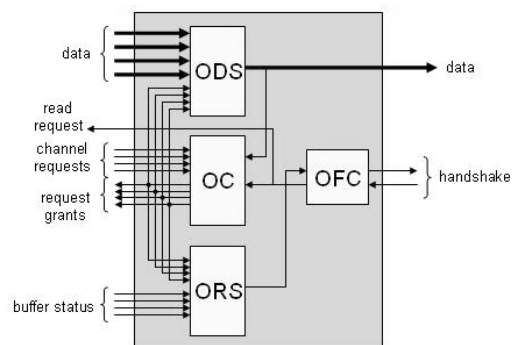 data
ODS
data
read
request
channel
requests
OC
OFC
handshake
request
grants
ORS
buffer status